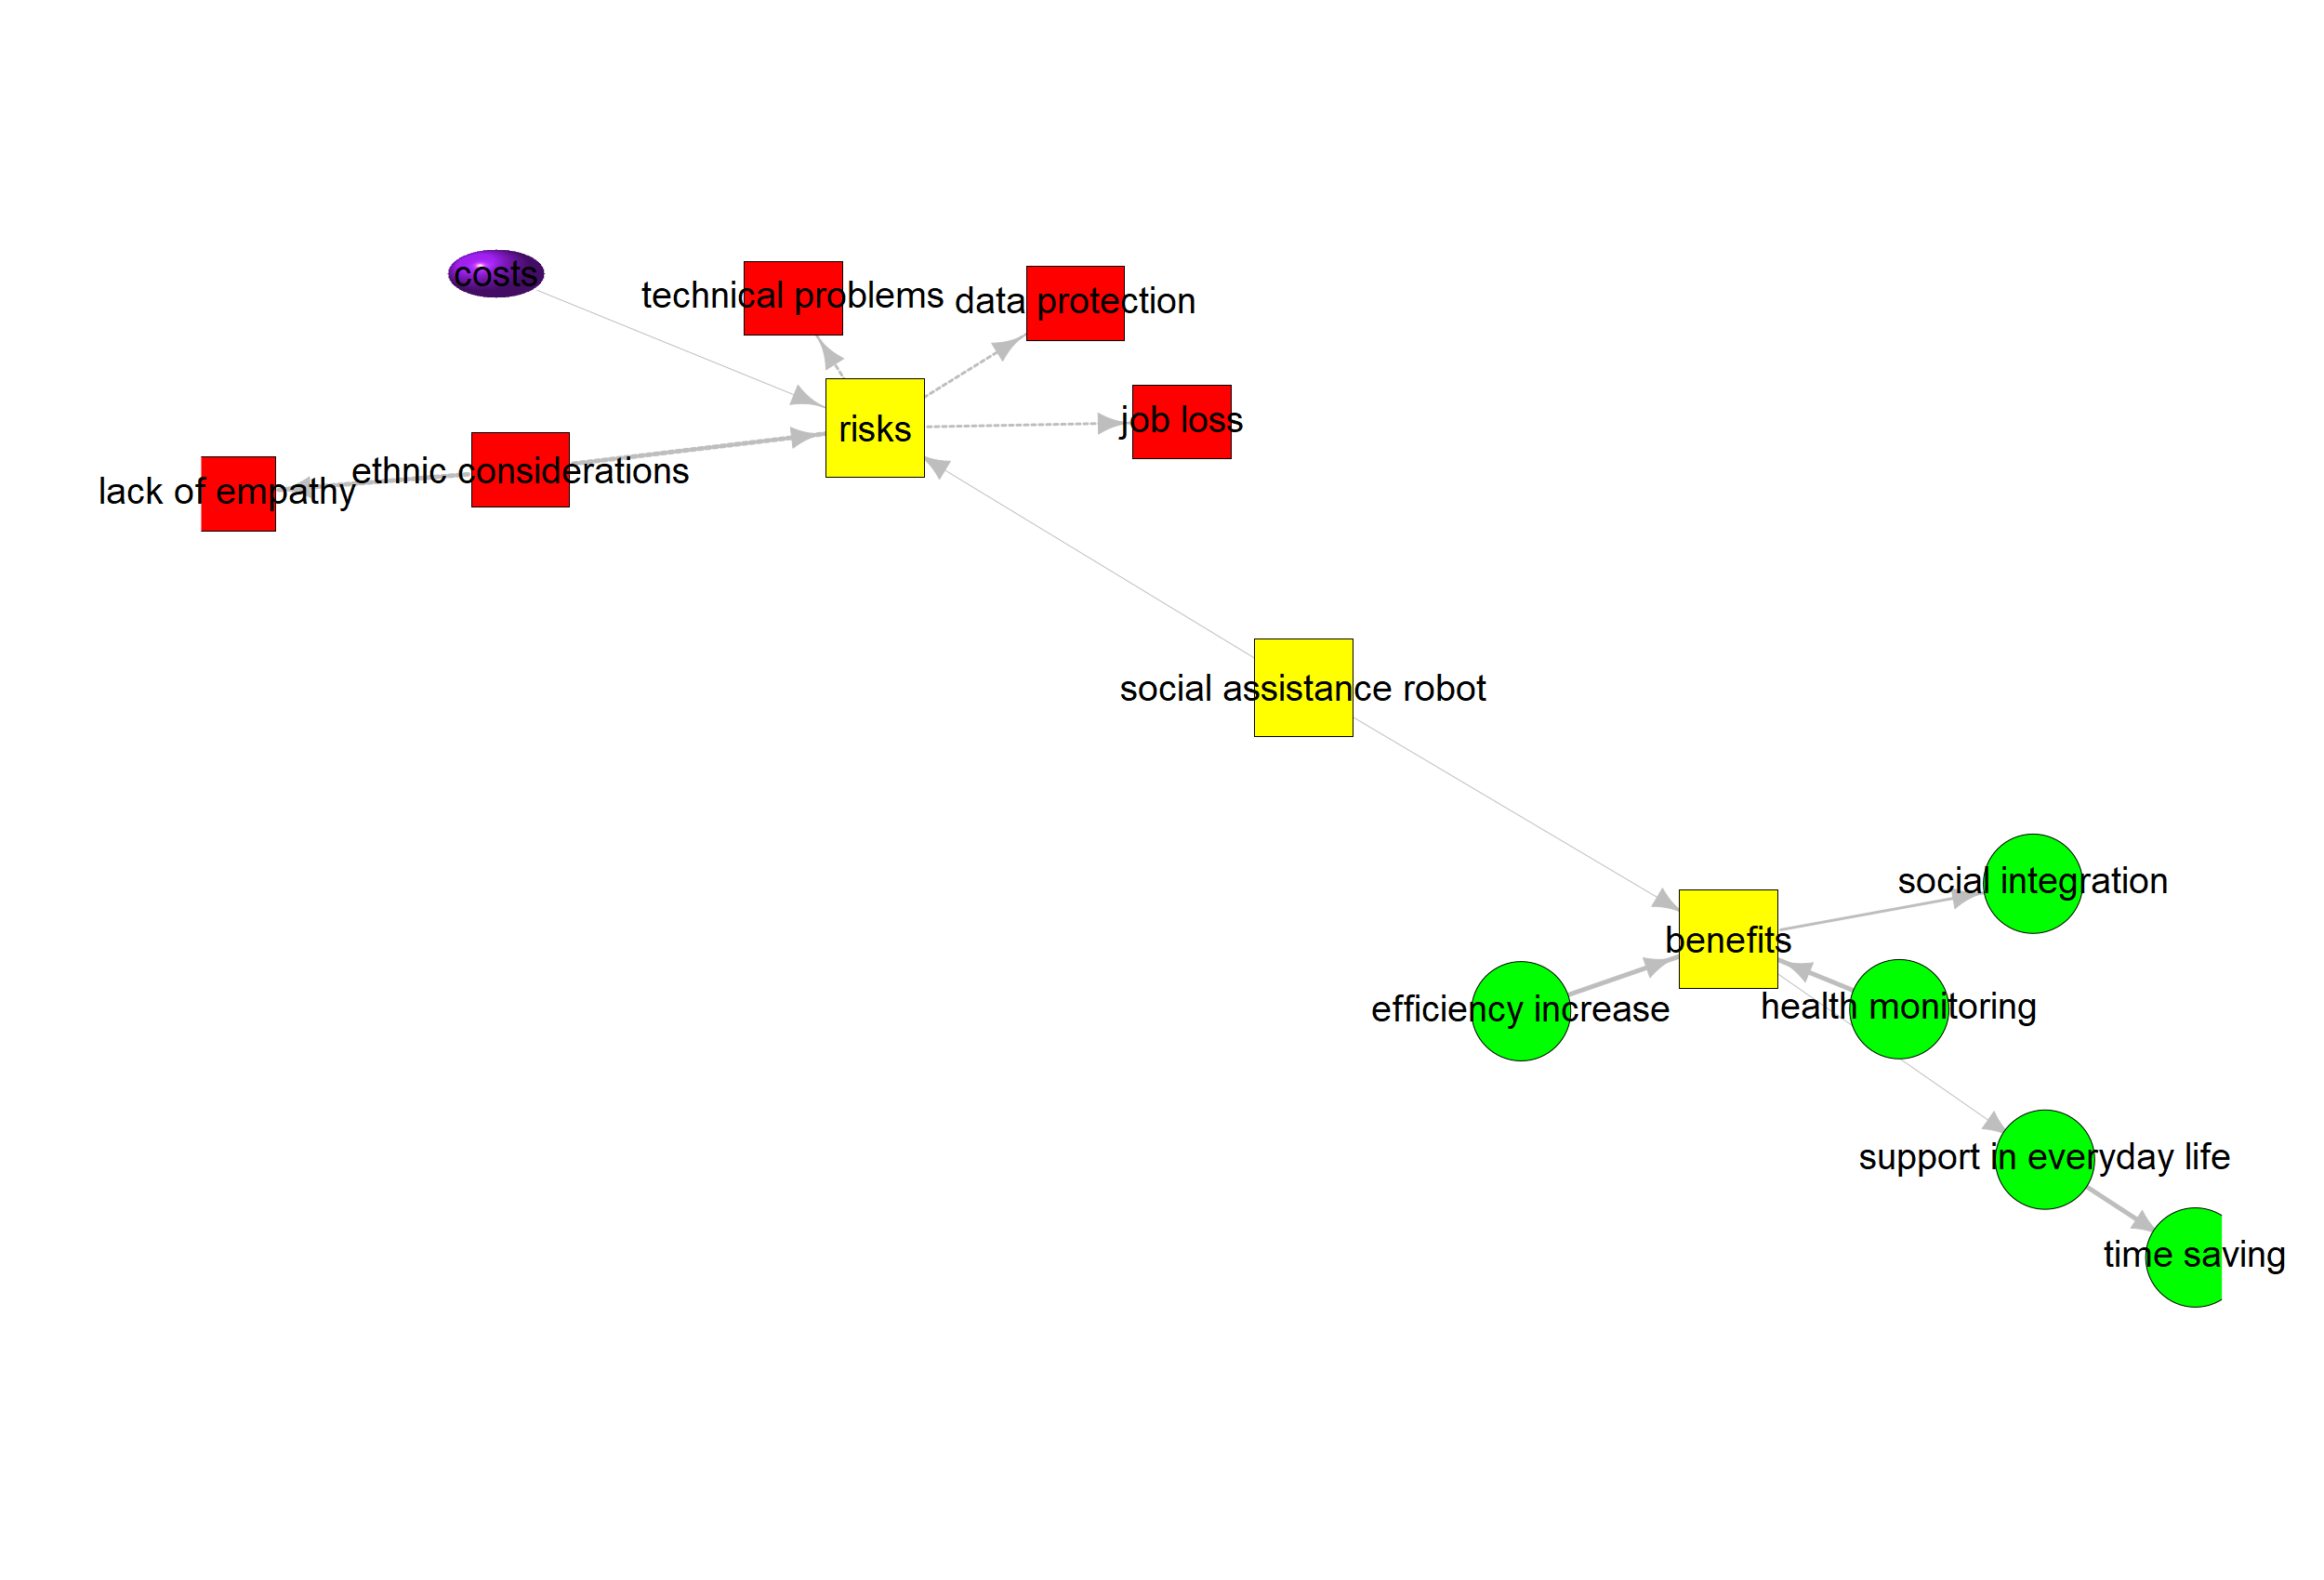 costs
technical problems
data protection
risks
job loss
ethnic considerations
lack of empathy
social assistance robot
social integration
benefits
efficiency increase
health monitoring
support in everyday life
time saving